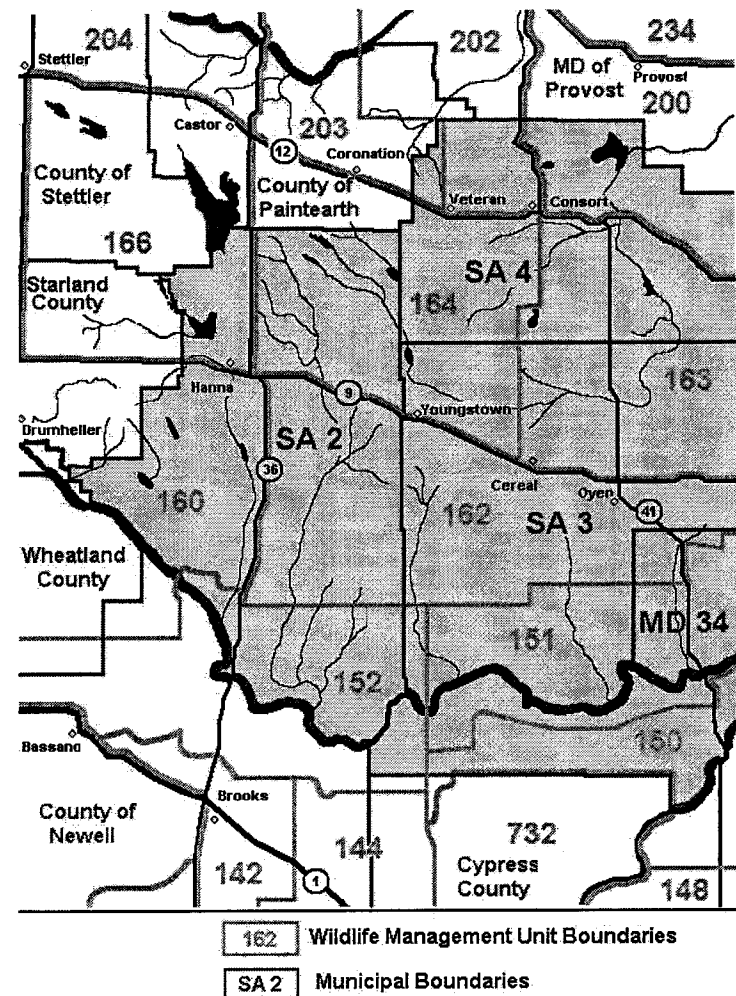 204
202
234
Stettler
MD of
Provost
Provost
200
Castor
203
12
Coronation
County of
Stettler
County of
Paintearth
Veteran
Consort
166
SA 4
Starland
County
164
Hanna
9
Youngstown
163
Drumheller
SA 2
36
Cereal
Oyen
160
162
SA 3
41
Wheatland
County
MD 34
151
152
150
Bassano
Brooks
County of
Newell
144
732
142
Cypress
County
148
1
162 Wildlife Management Unit Boundaries
SA 2 Municipal Boundaries